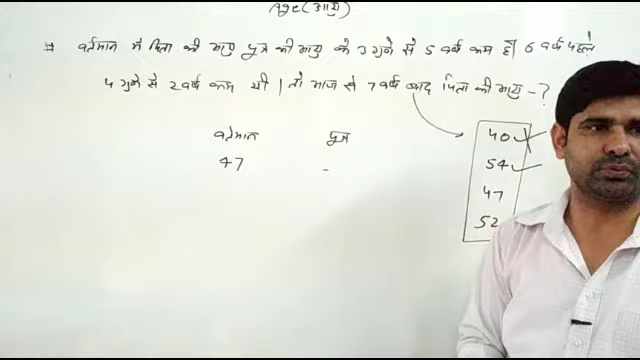 Age (आयु)
# वर्तमान में पिता की आयु पुत्र की आयु के 3 गुने से 5 वर्ष कम है। 6 वर्ष पहले
4 गुने से 2 वर्ष कम थी। तो आज से 7 वर्ष बाद पिता की आयु - ?
वर्तमान पुत्र
47 -
40
54
47
52